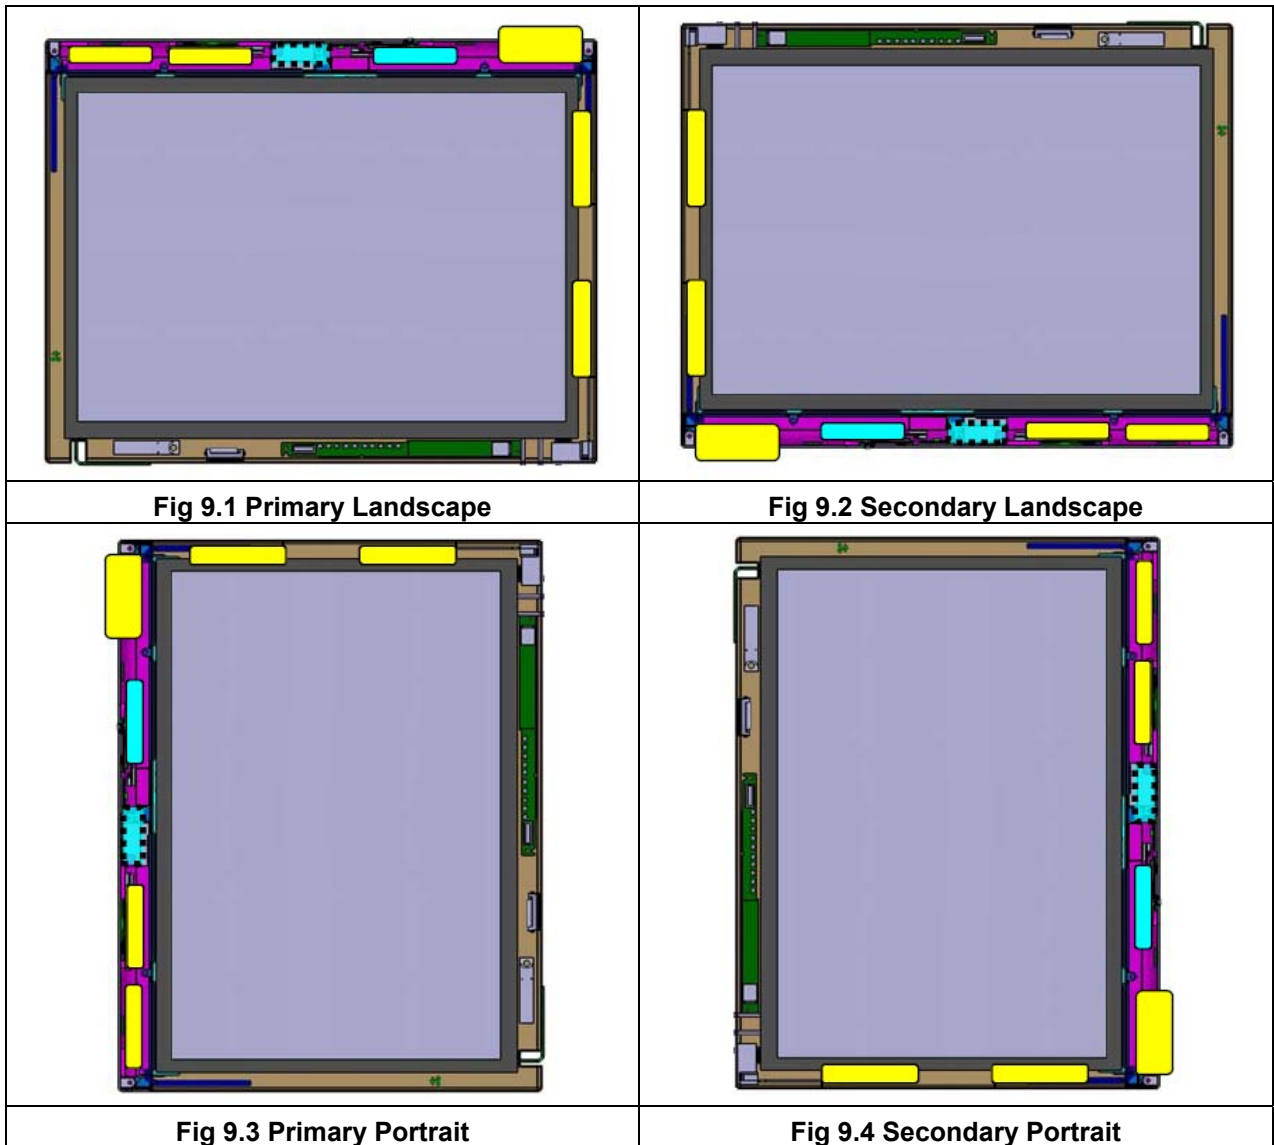 Fig 9.1 Primary Landscape
Fig 9.2 Secondary Landscape
Fig 9.3 Primary Portrait
Fig 9.4 Secondary Portrait